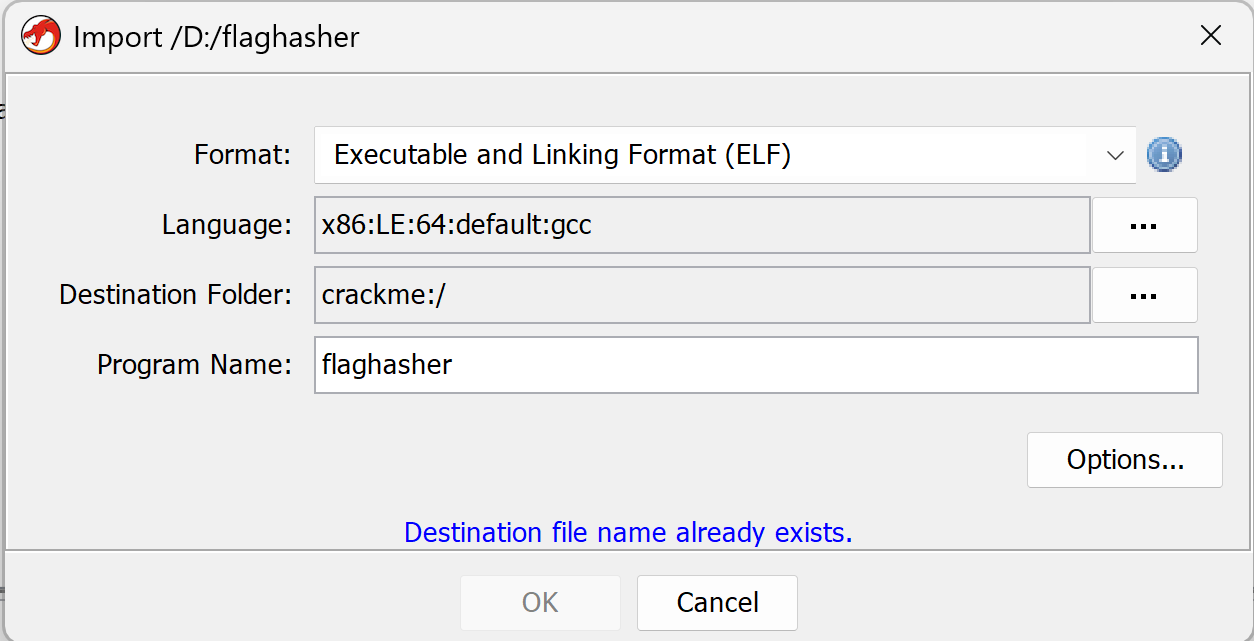 Import /D:/flaghasher
Format: Executable and Linking Format (ELF)
Language: x86:LE:64:default:gcc ...
Destination Folder: crackme:/ ...
Program Name: flaghasher
Options...
Destination file name already exists.
OK Cancel